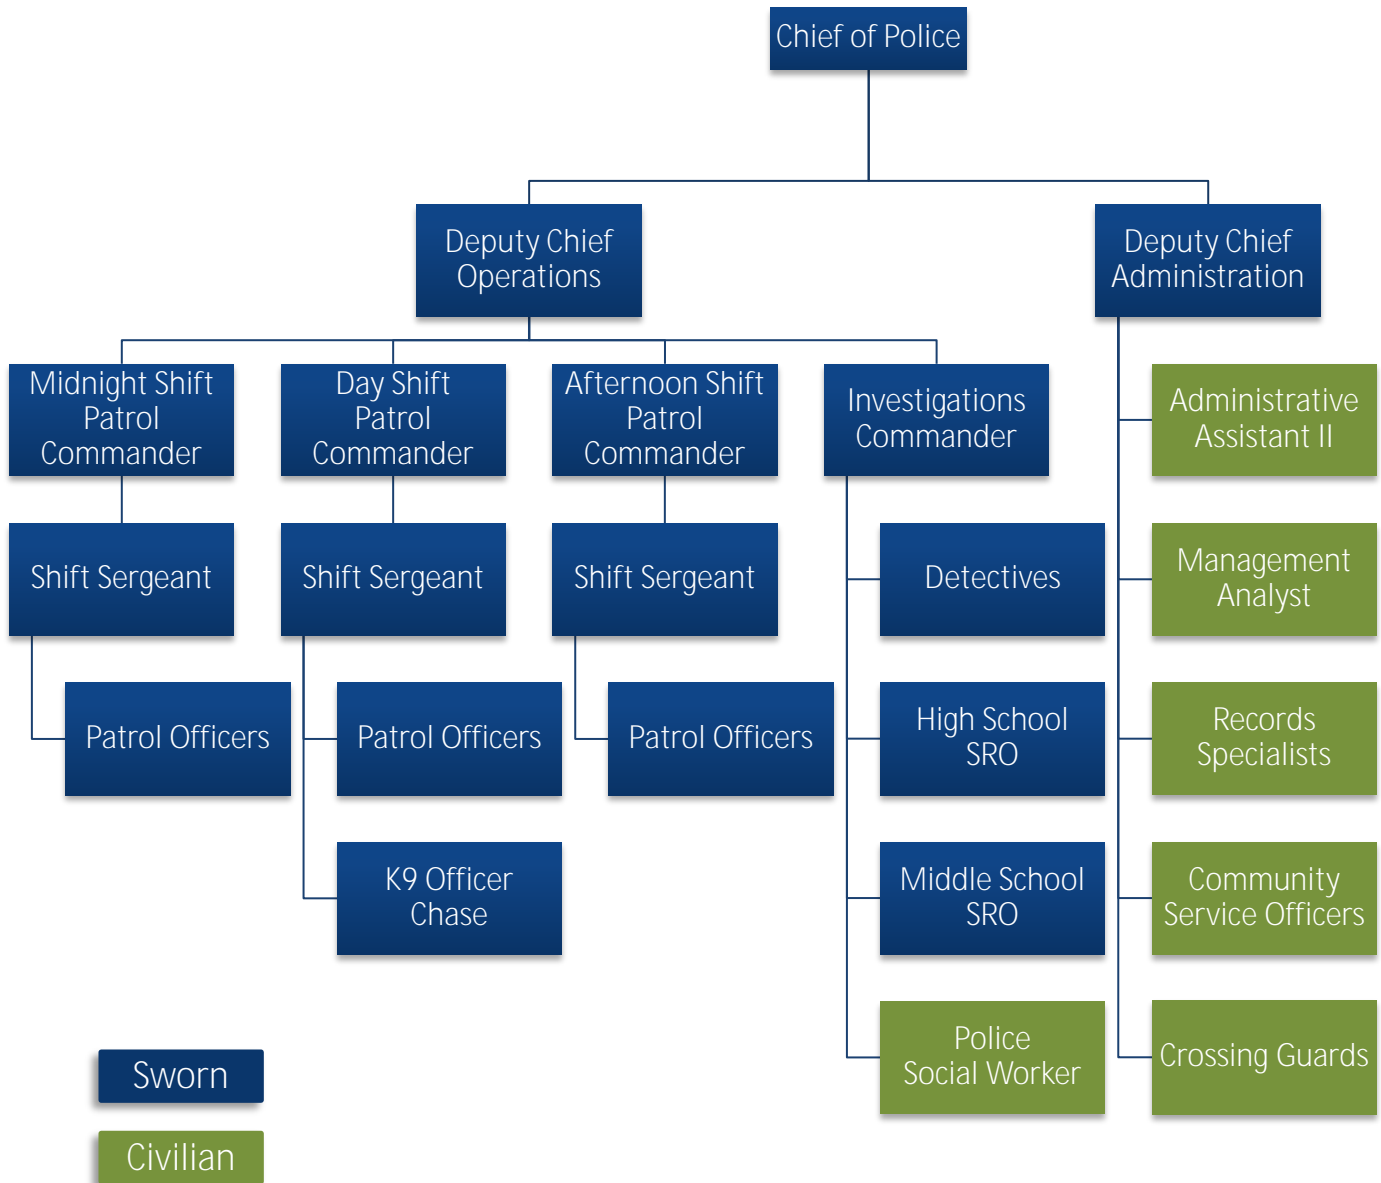 Chief of Police
Deputy Chief
Operations
Deputy Chief
Administration
Midnight Shift
Patrol
Commander
Day Shift
Patrol
Commander
Afternoon Shift
Patrol
Commander
Investigations
Commander
Administrative
Assistant II
Shift Sergeant
Shift Sergeant
Shift Sergeant
Detectives
Management
Analyst
Patrol Officers
Patrol Officers
Patrol Officers
High School
SRO
Records
Specialists
K9 Officer
Chase
Middle School
SRO
Community
Service Officers
Police
Social Worker
Crossing Guards
Sworn
Civilian